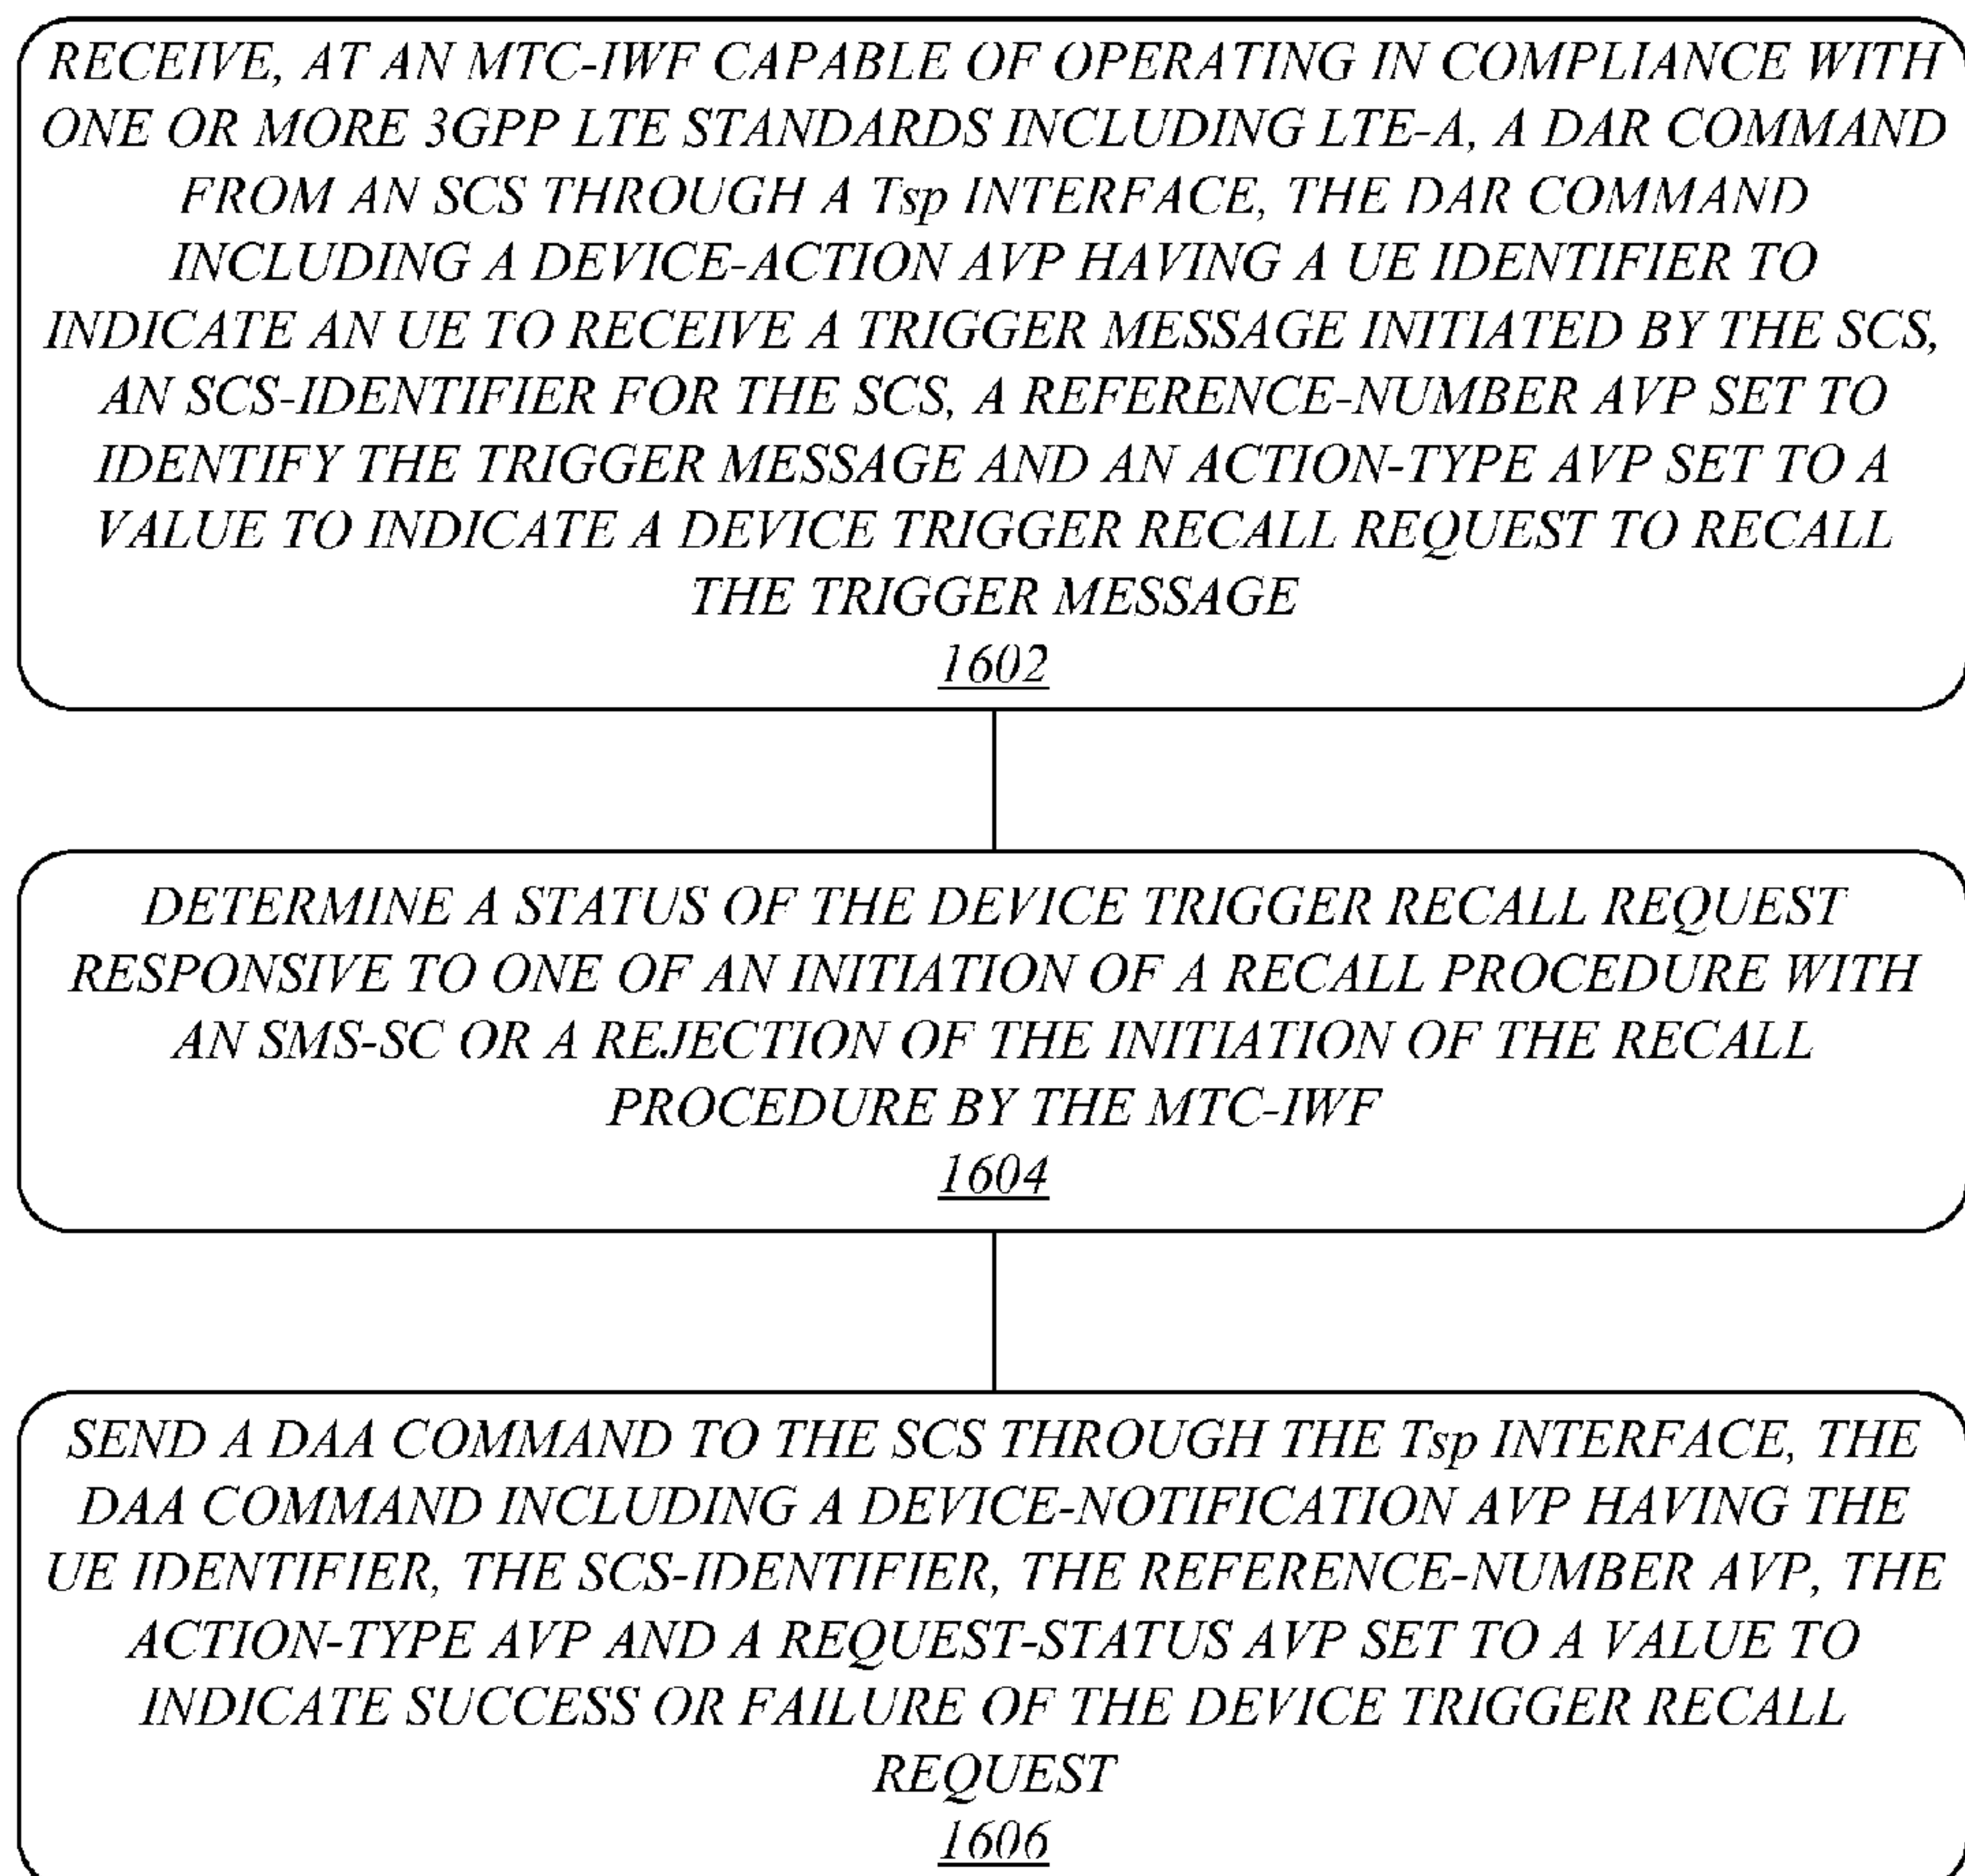 RECEIVE, AT AN MTC-IWF CAPABLE OF OPERATING IN COMPLIANCE WITH
ONE OR MORE 3GPP LTE STANDARDS INCLUDING LTE-A, A DAR COMMAND
FROM AN SCS THROUGH A Tsp INTERFACE, THE DAR COMMAND
INCLUDING A DEVICE-ACTION AVP HAVING A UE IDENTIFIER TO
INDICATE AN UE TO RECEIVE A TRIGGER MESSAGE INITIATED BY THE SCS,
AN SCS-IDENTIFIER FOR THE SCS, A REFERENCE-NUMBER AVP SET TO
IDENTIFY THE TRIGGER MESSAGE AND AN ACTION-TYPE AVP SET TO A
VALUE TO INDICATE A DEVICE TRIGGER RECALL REQUEST TO RECALL
THE TRIGGER MESSAGE
1602
DETERMINE A STATUS OF THE DEVICE TRIGGER RECALL REQUEST
RESPONSIVE TO ONE OF AN INITIATION OF A RECALL PROCEDURE WITH
AN SMS-SC OR A REJECTION OF THE INITIATION OF THE RECALL
PROCEDURE BY THE MTC-IWF
1604
SEND A DAA COMMAND TO THE SCS THROUGH THE Tsp INTERFACE, THE
DAA COMMAND INCLUDING A DEVICE-NOTIFICATION AVP HAVING THE
UE IDENTIFIER, THE SCS-IDENTIFIER, THE REFERENCE-NUMBER AVP, THE
ACTION-TYPE AVP AND A REQUEST-STATUS AVP SET TO A VALUE TO
INDICATE SUCCESS OR FAILURE OF THE DEVICE TRIGGER RECALL
REQUEST
1606